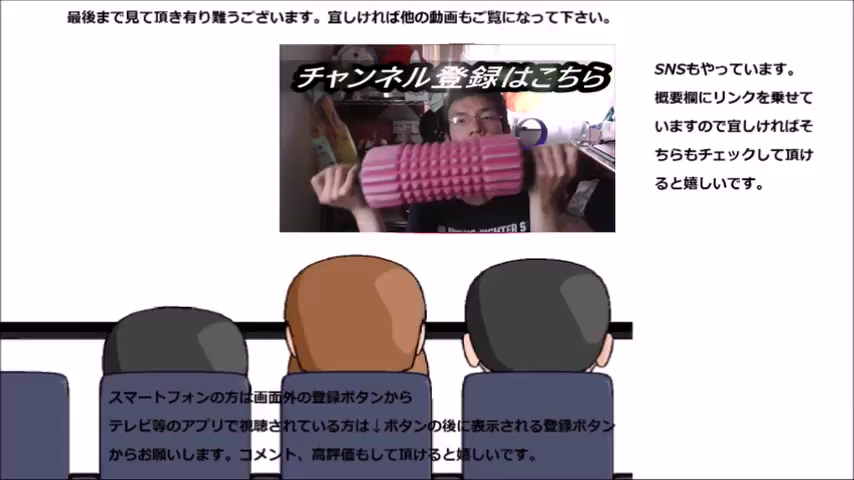 最後まで見て頂き有り難うございます。宜しければ他の動画もご覧になって下さい。
チャンネル登録はこちら
SNSもやっています。
概要欄にリンクを乗せて
いますので宜しければそ
ちらもチェックして頂け
ると嬉しいです。
スマートフォンの方は画面外の登録ボタンから
テレビ等のアプリで視聴されている方は↓ボタンの後に表示される登録ボタン
からお願いします。コメント、高評価もして頂けると嬉しいです。